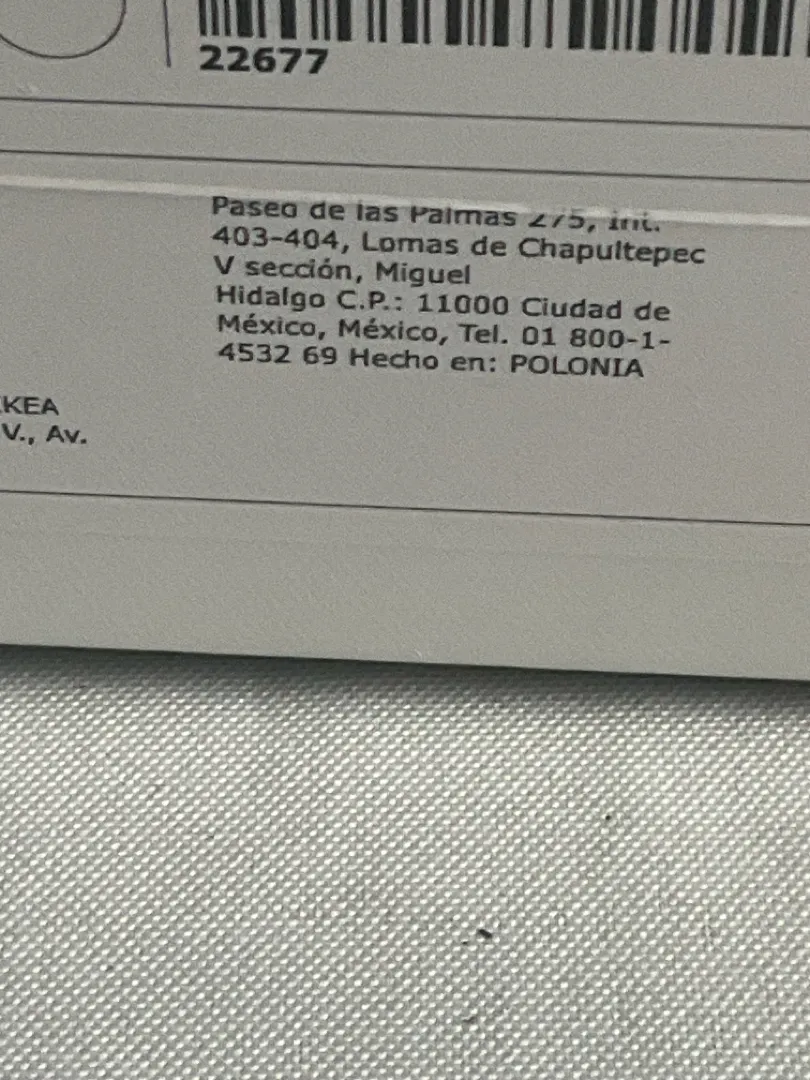 22677
Paseo de las Palmas 275, Int.
403-404, Lomas de Chapultepec
V sección, Miguel
Hidalgo C.P.: 11000 Ciudad de
México, México, Tel. 01 800-1-
4532 69 Hecho en: POLONIA
IKEA
V., Av.